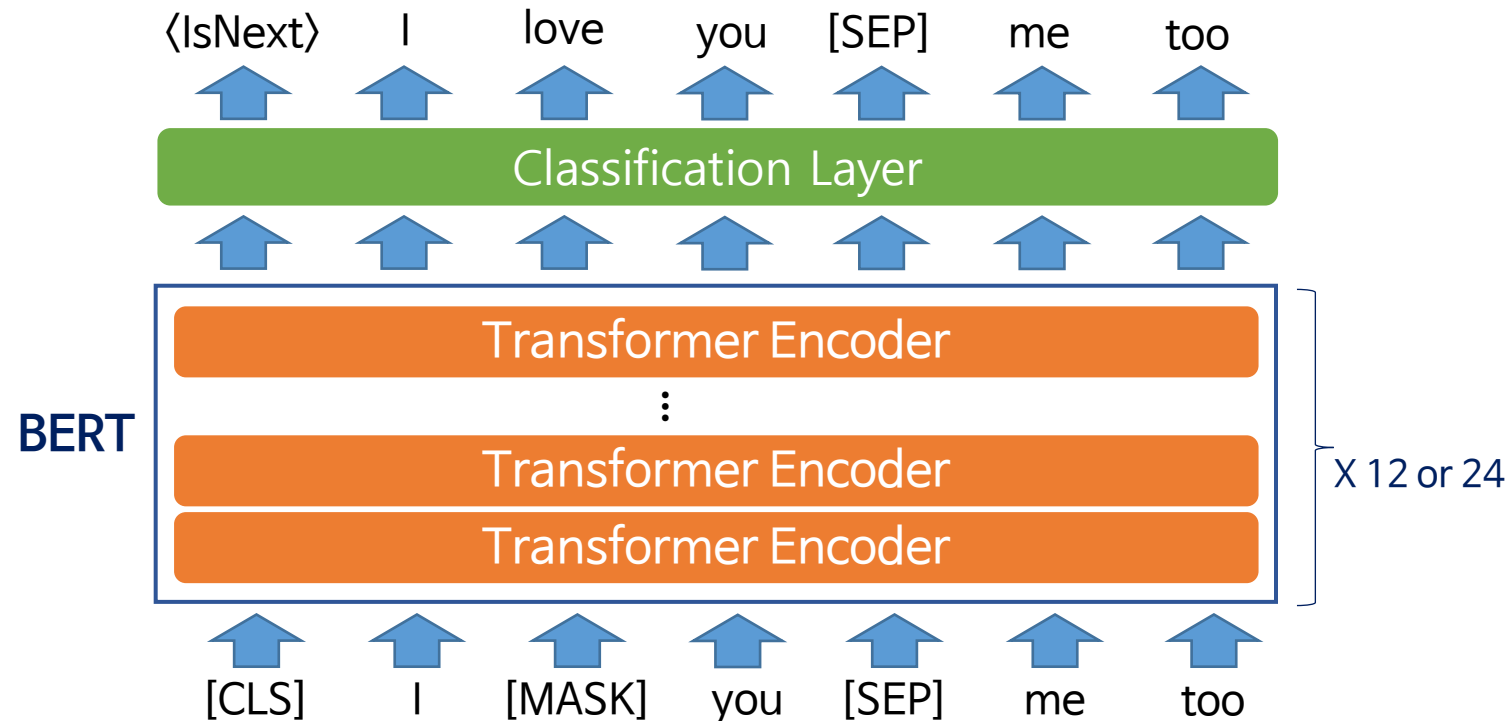 〈IsNext〉 I love you [SEP] me too
Classification Layer
Transformer Encoder
⋮
BERT
Transformer Encoder
X 12 or 24
Transformer Encoder
[CLS] I [MASK] you [SEP] me too